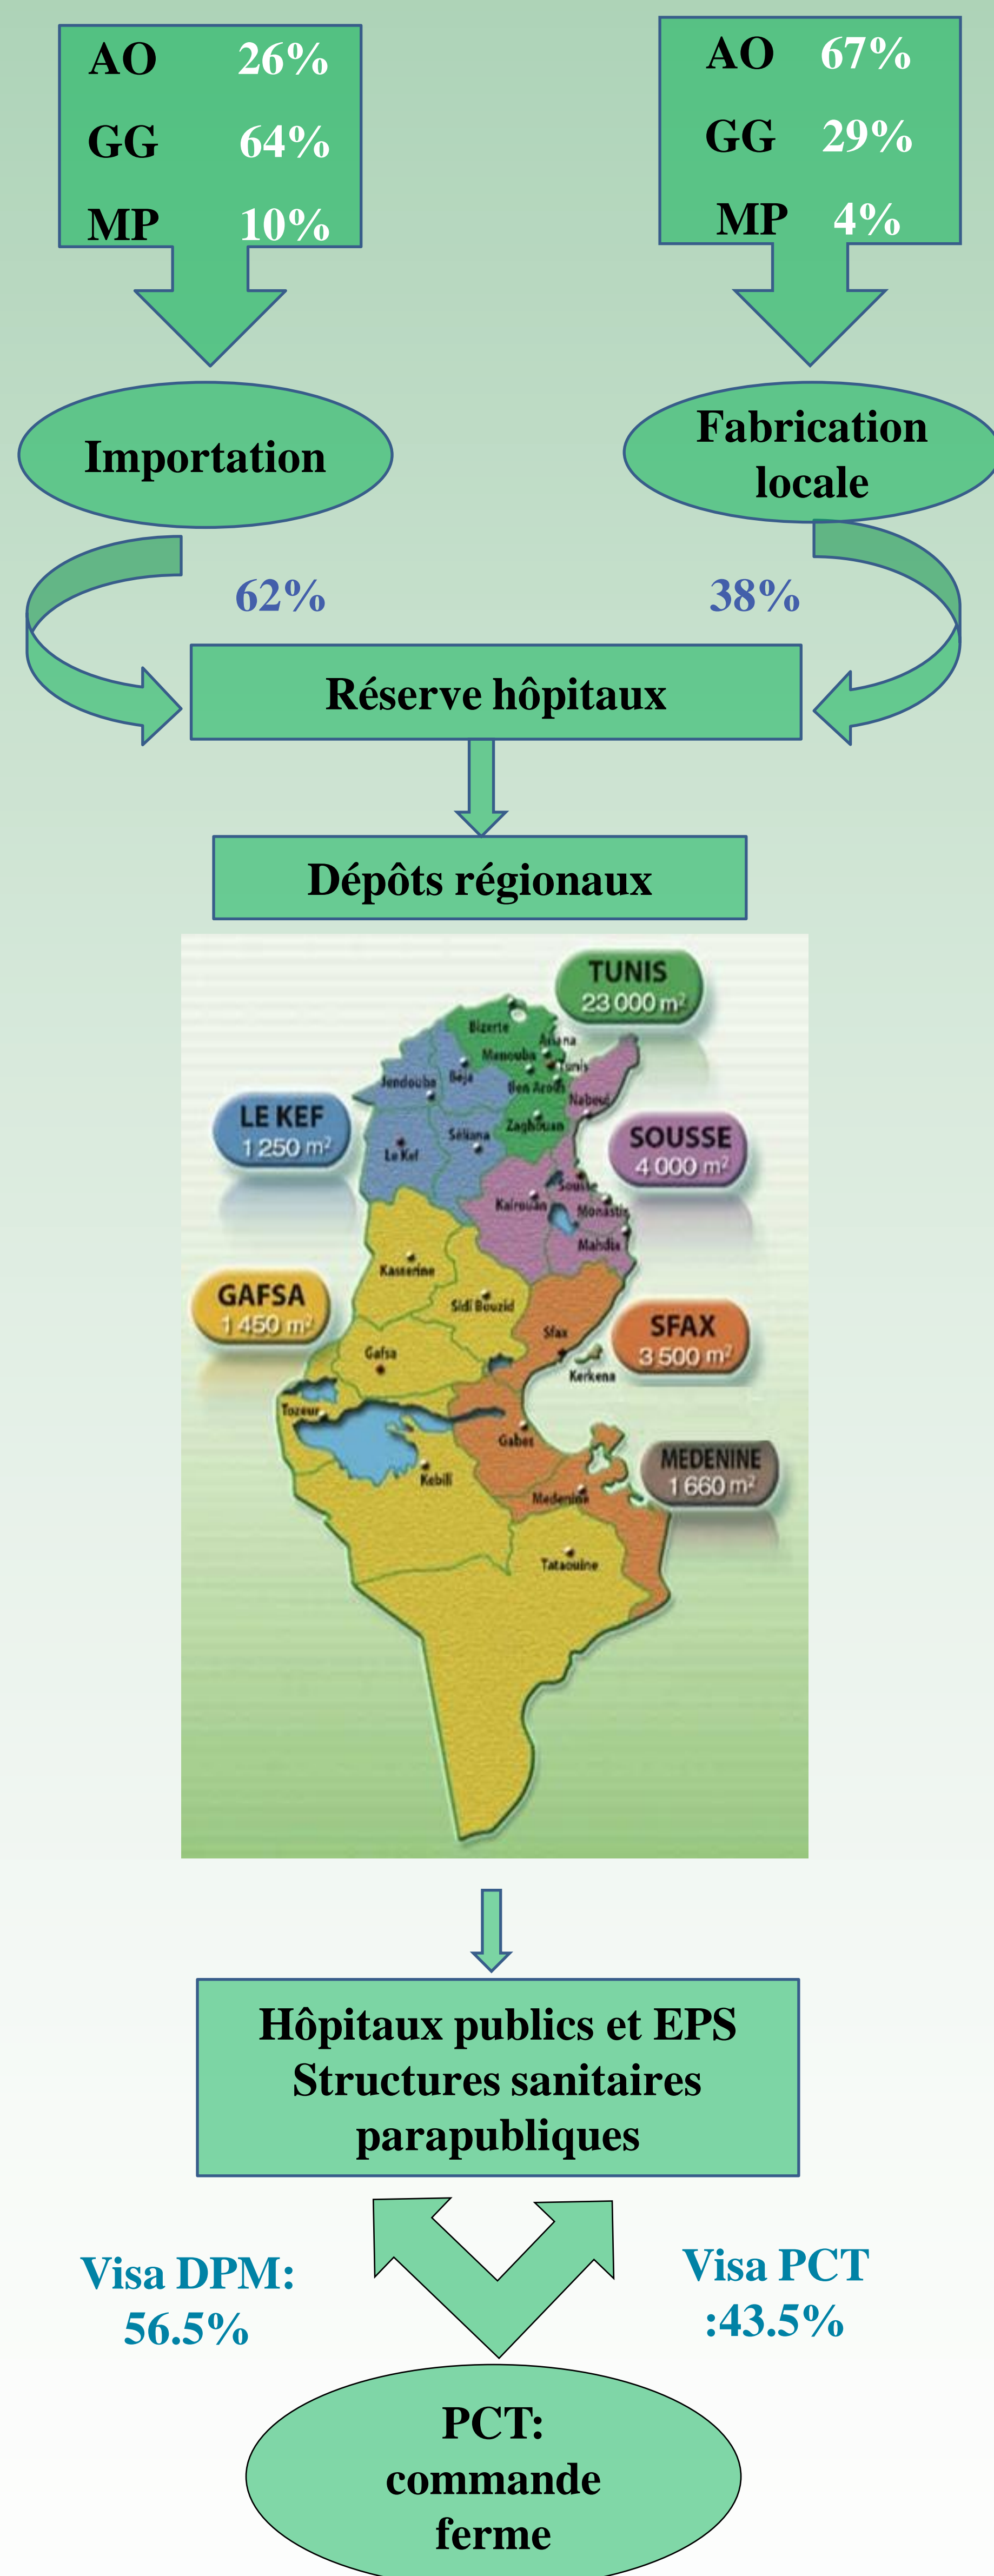 AO 26%
GG 64%
MP 10%
AO 67%
GG 29%
MP 4%
Importation
Fabrication
locale
62%
38%
Réserve hôpitaux
Dépôts régionaux
TUNIS
23 000 m²
Bizerte
Ariana
Manouba
Tunis
Jendouba
Béja
Ben Arous
Nabeul
LE KEF
1 250 m²
Zaghouan
Siliana
Le Kef
SOUSSE
4 000 m²
Sousse
Kairouan
Monastir
Mahdia
Kasserine
GAFSA
1 450 m²
Sidi Bouzid
SFAX
3 500 m²
Sfax
Gafsa
Kerkena
Tozeur
Gabes
MEDENINE
1 660 m²
Kebili
Medenine
Tataouine
Hôpitaux publics et EPS
Structures sanitaires
parapubliques
Visa DPM:
56.5%
Visa PCT
:43.5%
PCT:
commande
ferme